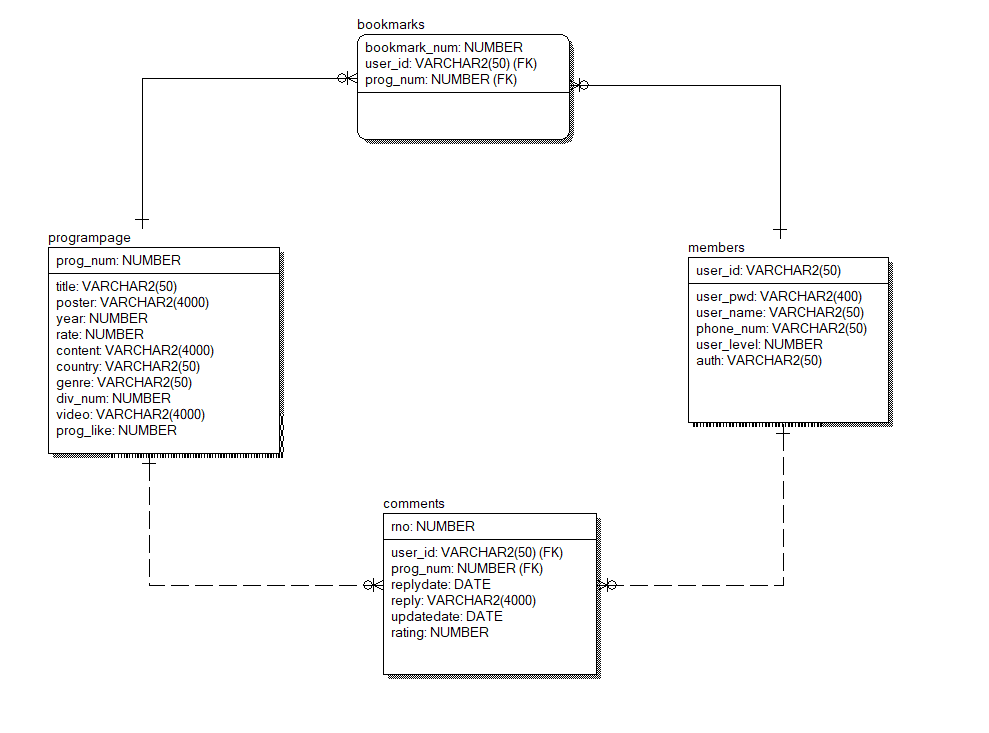 bookmarks
bookmark_num: NUMBER
user_id: VARCHAR2(50) (FK)
prog_num: NUMBER (FK)
programpage
prog_num: NUMBER
title: VARCHAR2(50)
poster: VARCHAR2(4000)
year: NUMBER
rate: NUMBER
content: VARCHAR2(4000)
country: VARCHAR2(50)
genre: VARCHAR2(50)
div_num: NUMBER
video: VARCHAR2(4000)
prog_like: NUMBER
members
user_id: VARCHAR2(50)
user_pwd: VARCHAR2(400)
user_name: VARCHAR2(50)
phone_num: VARCHAR2(50)
user_level: NUMBER
auth: VARCHAR2(50)
comments
rno: NUMBER
user_id: VARCHAR2(50) (FK)
prog_num: NUMBER (FK)
replydate: DATE
reply: VARCHAR2(4000)
updatedate: DATE
rating: NUMBER